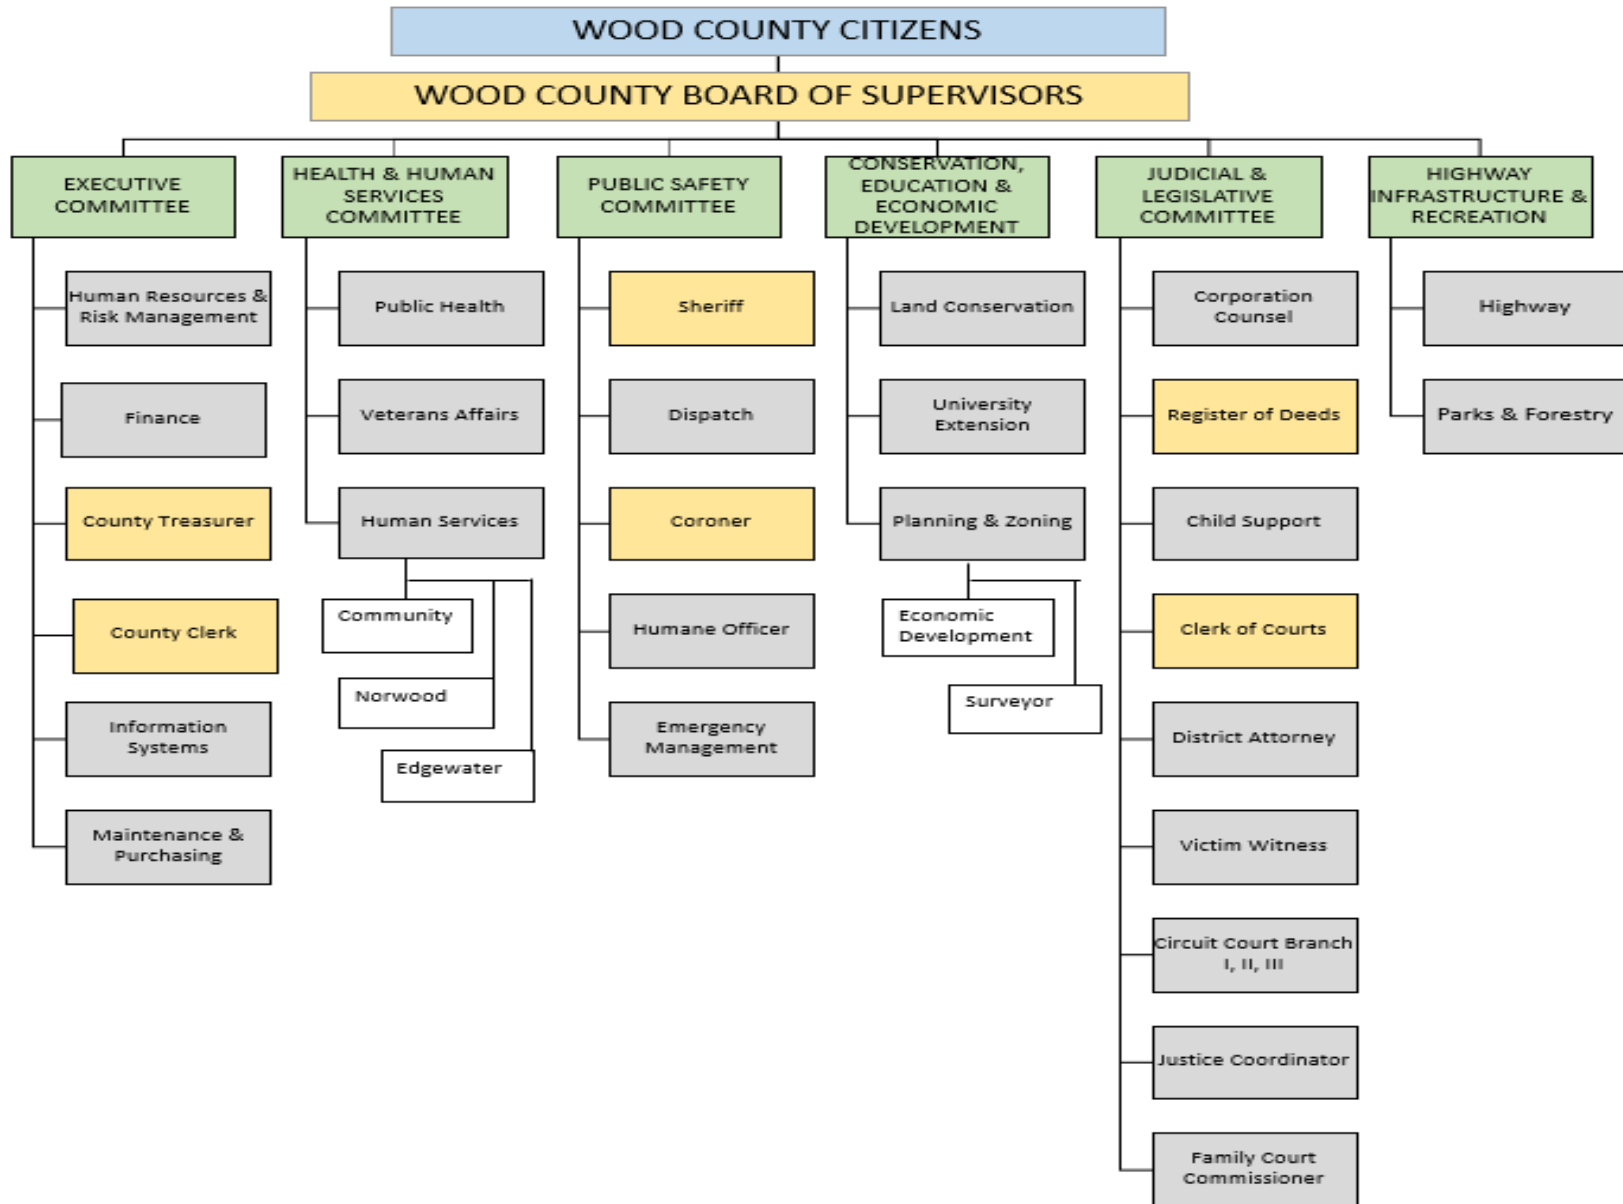 WOOD COUNTY CITIZENS
WOOD COUNTY BOARD OF SUPERVISORS
EXECUTIVE
COMMITTEE
Human Resources &
Risk Management
Finance
County Treasurer
County Clerk
Information
Systems
Maintenance &
Purchasing
HEALTH & HUMAN
SERVICES
COMMITTEE
Public Health
Veterans Affairs
Human Services
Community
Norwood
Edgewater
PUBLIC SAFETY
COMMITTEE
Sheriff
Dispatch
Coroner
Humane Officer
Emergency
Management
CONSERVATION,
EDUCATION &
ECONOMIC
DEVELOPMENT
Land Conservation
University
Extension
Planning & Zoning
Economic
Development
Surveyor
JUDICIAL &
LEGISLATIVE
COMMITTEE
Corporation
Counsel
Register of Deeds
Child Support
Clerk of Courts
District Attorney
Victim Witness
Circuit Court Branch
I, II, III
Justice Coordinator
Family Court
Commissioner
HIGHWAY
INFRASTRUCTURE &
RECREATION
Highway
Parks & Forestry